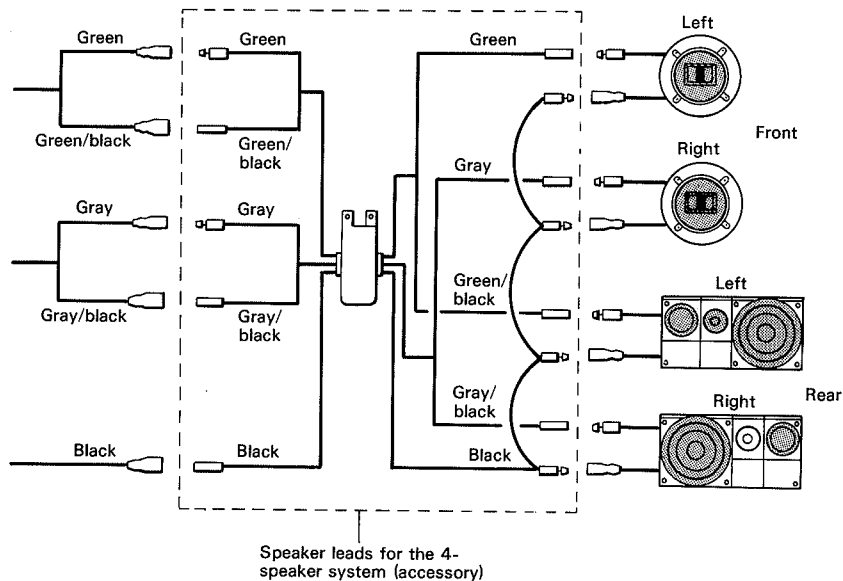 Green
Green/black
Gray
Gray/black
Black
Green
Green/
black
Gray
Gray/
black
Black
Green
Gray
Green/
black
Gray/
black
Black
Left
Front
Right
Left
Rear
Right
Speaker leads for the 4-
speaker system (accessory)